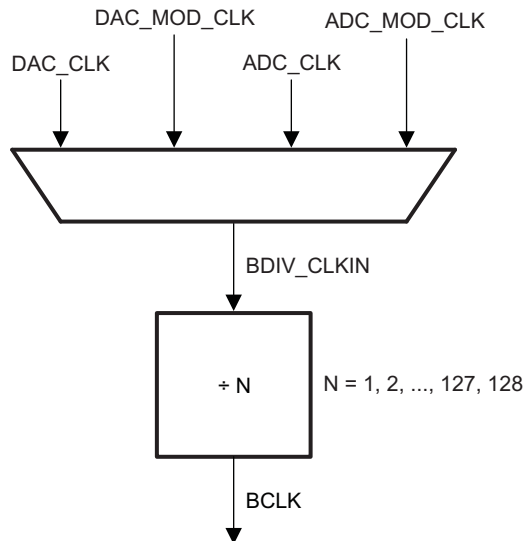 DAC_MOD_CLK
ADC_MOD_CLK
DAC_CLK
ADC_CLK
BDIV_CLKIN
÷ N
N = 1, 2, ..., 127, 128
BCLK